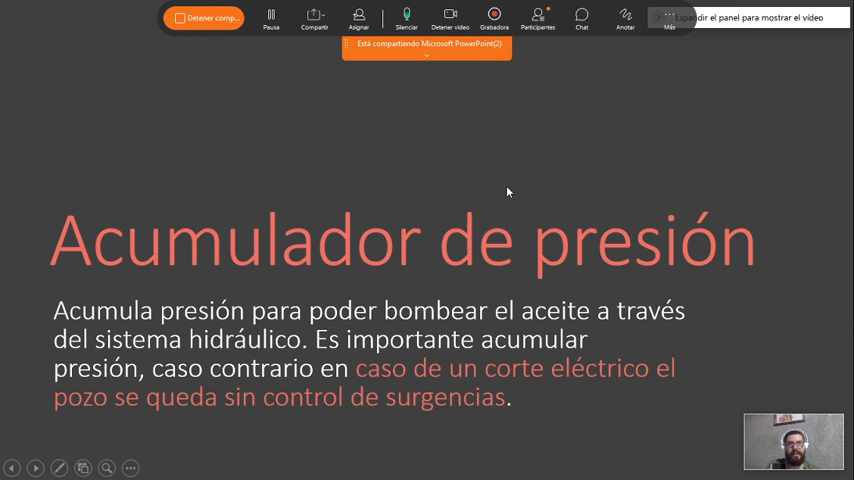 Detener comp...
Pausa
Compartir
Asignar
Silenciar
Detener vídeo
Grabadora
Participantes
Chat
Anotar
Más
Expandir el panel para mostrar el vídeo
Está compartiendo Microsoft PowerPoint(2)
Acumulador de presión
Acumula presión para poder bombear el aceite a través
del sistema hidráulico. Es importante acumular
presión, caso contrario en caso de un corte eléctrico el
pozo se queda sin control de surgencias.